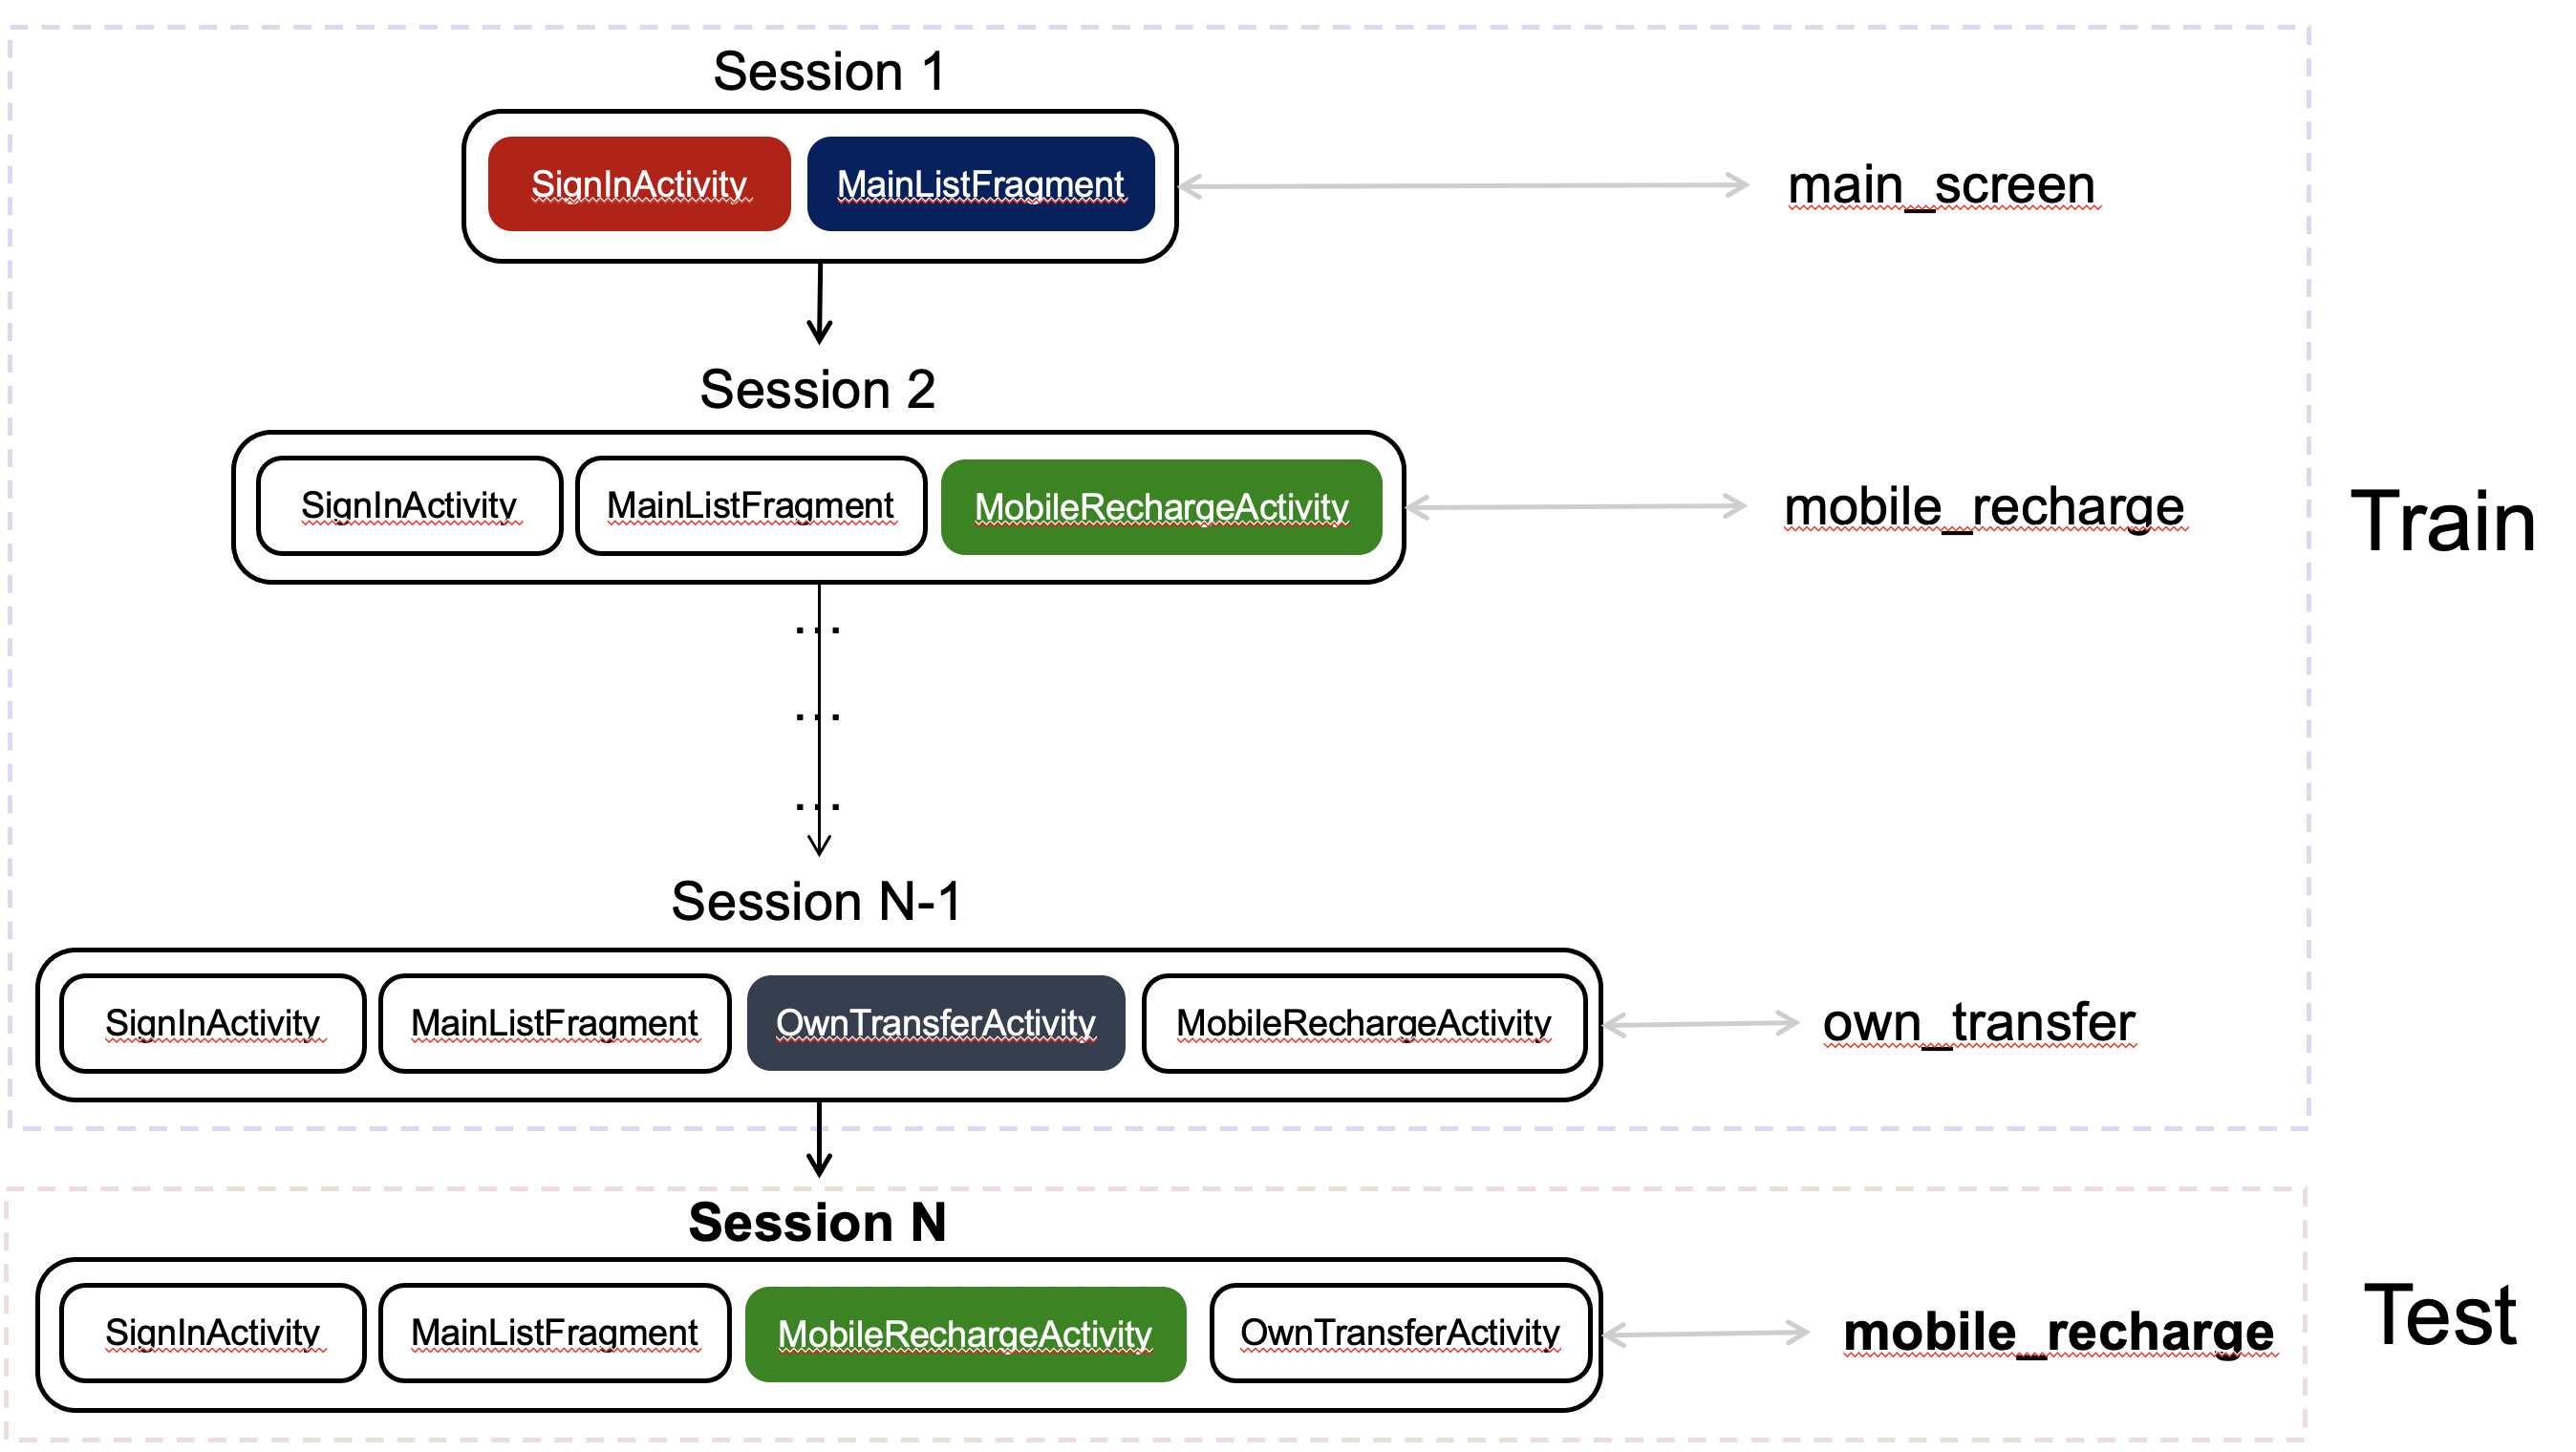 Session 1
SignInActivity MainListFragment main_screen
Session 2
SignInActivity MainListFragment MobileRechargeActivity mobile_recharge
Train
...
...
...
Session N-1
SignInActivity MainListFragment OwnTransferActivity MobileRechargeActivity own_transfer
Session N
SignInActivity MainListFragment MobileRechargeActivity OwnTransferActivity mobile_recharge
Test